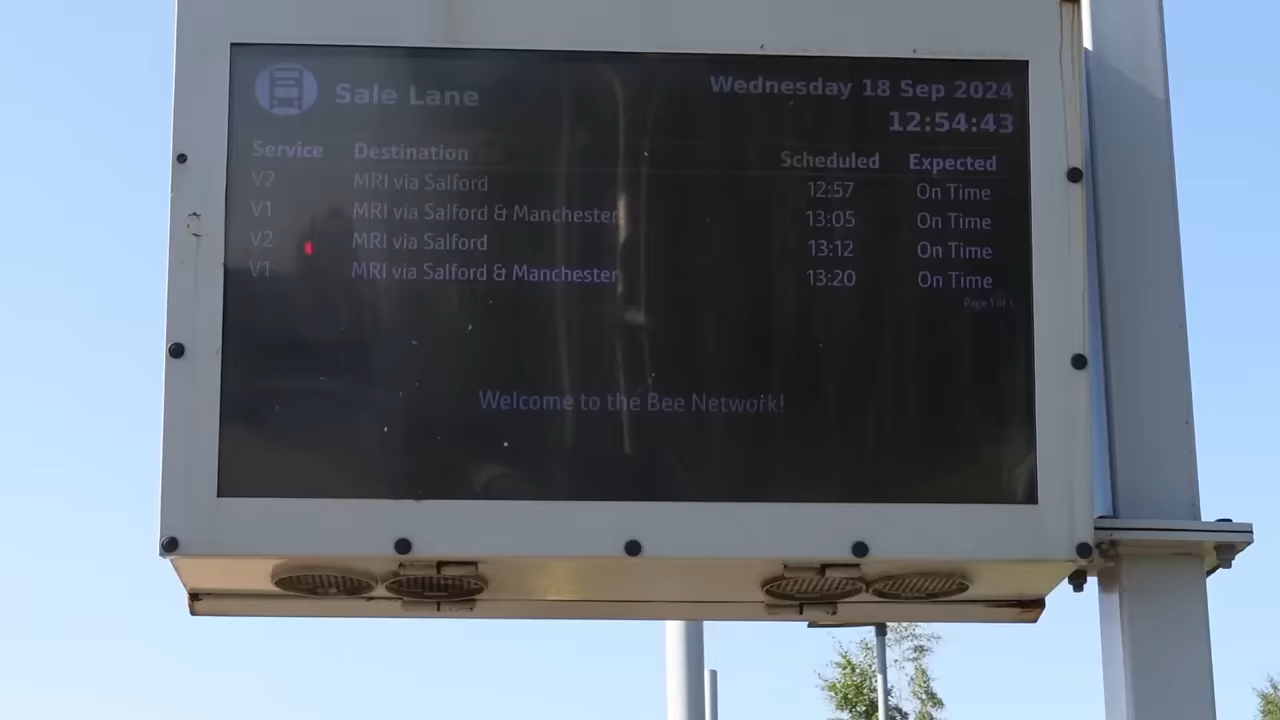 Sale Lane
Wednesday 18 Sep 2024
12:54:43
Service Destination Scheduled Expected
V2 MRI via Salford 12:57 On Time
V1 MRI via Salford & Manchester 13:05 On Time
V2 MRI via Salford 13:12 On Time
V1 MRI via Salford & Manchester 13:20 On Time
Page 1 of 1
Welcome to the Bee Network!